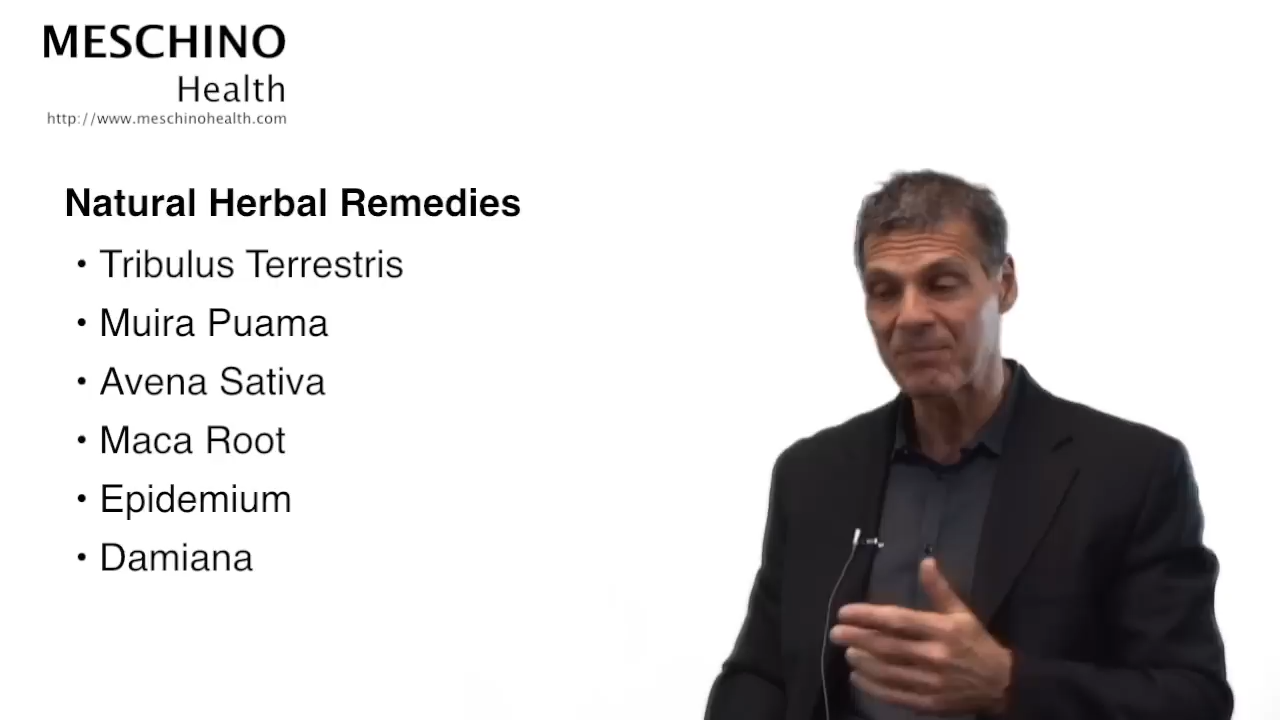 MESCHINO
Health
http://www.meschinohealth.com
Natural Herbal Remedies
• Tribulus Terrestris
• Muira Puama
• Avena Sativa
• Maca Root
• Epidemium
• Damiana